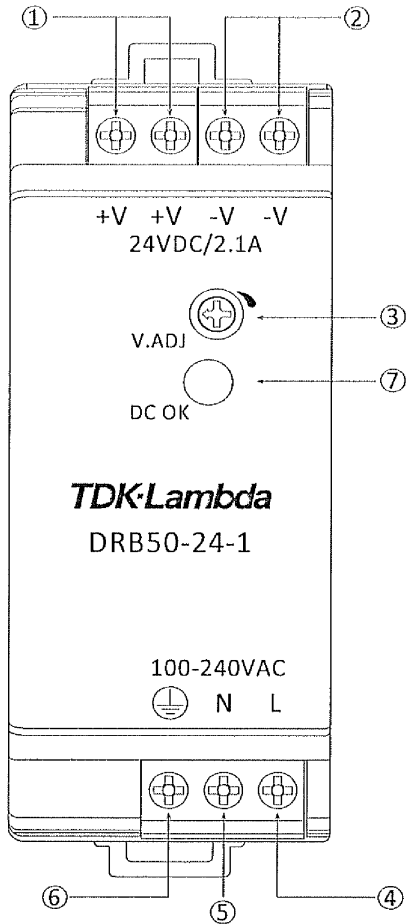 ① ②
+V +V -V -V
24VDC/2.1A
③
V.ADJ
⑦
DC OK
TDK·Lambda
DRB50-24-1
100-240VAC
N L
⑥ ⑤ ④